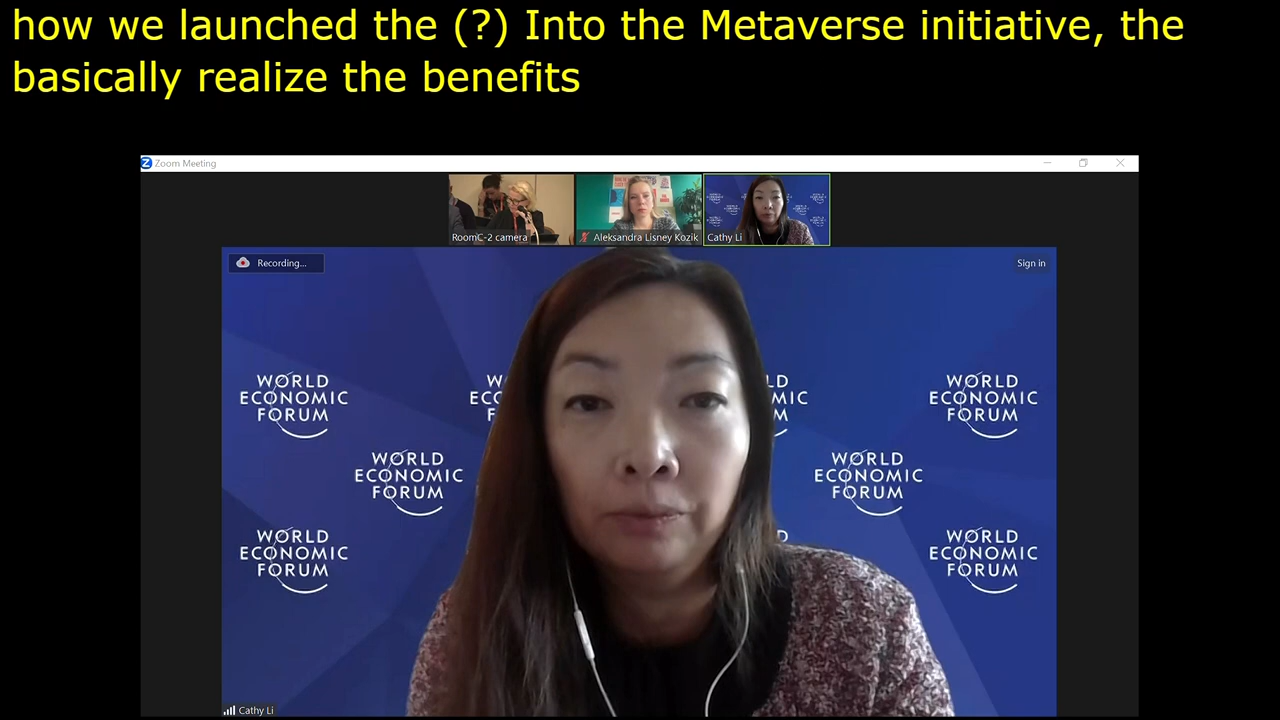 how we launched the (?) Into the Metaverse initiative, the
basically realize the benefits
Zoom Meeting
RoomC-2 camera
Aleksandra Lisney Kozik
Cathy Li
Recording...
Sign in
WORLD
ECONOMIC
FORUM
WORLD
ECONOMIC
FORUM
WORLD
ECONOMIC
FORUM
WORLD
ECONOMIC
FORUM
WORLD
ECONOMIC
FORUM
WORLD
ECONOMIC
FORUM
Cathy Li